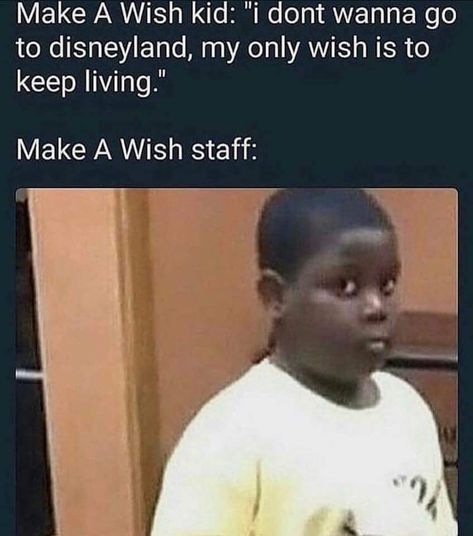 Make A Wish kid: "i dont wanna go
to disneyland, my only wish is to
keep living."
Make A Wish staff: